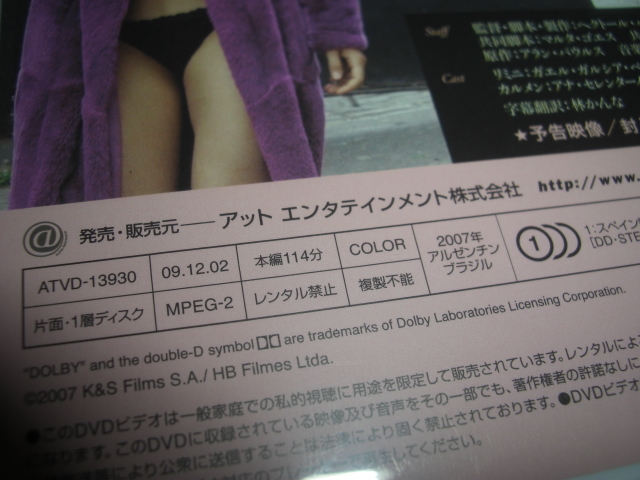 Staff
監督・脚本・製作：ヘクトール・
共同脚本：マルタ・ゴエス
原作：アラン・パウルス
Cast
リミニ：ガエル・ガルシア・ベ
カルメン：アナ・セレンター
字幕翻訳：林かんな
★予告映像／封
@ 発売・販売元——アット エンタテインメント株式会社 http://www.
ATVD-13930 09.12.02 本編114分 COLOR 2007年 アルゼンチン ブラジル 1 1:スペイン [DD・STE
片面・1層ディスク MPEG-2 レンタル禁止 複製不能
"DOLBY" and the double-D symbol are trademarks of Dolby Laboratories Licensing Corporation.
©2007 K&S Films S.A./ HB Filmes Ltda.
●このDVDビデオは一般家庭での私的視聴に用途を限定して販売されています。レンタルによ
になります。このDVDに収録されている映像及び音声をその一部でも、著作権者の許諾なしに
により公衆に送信することは法律により固く禁止されております。●DVDビデオ
してください。